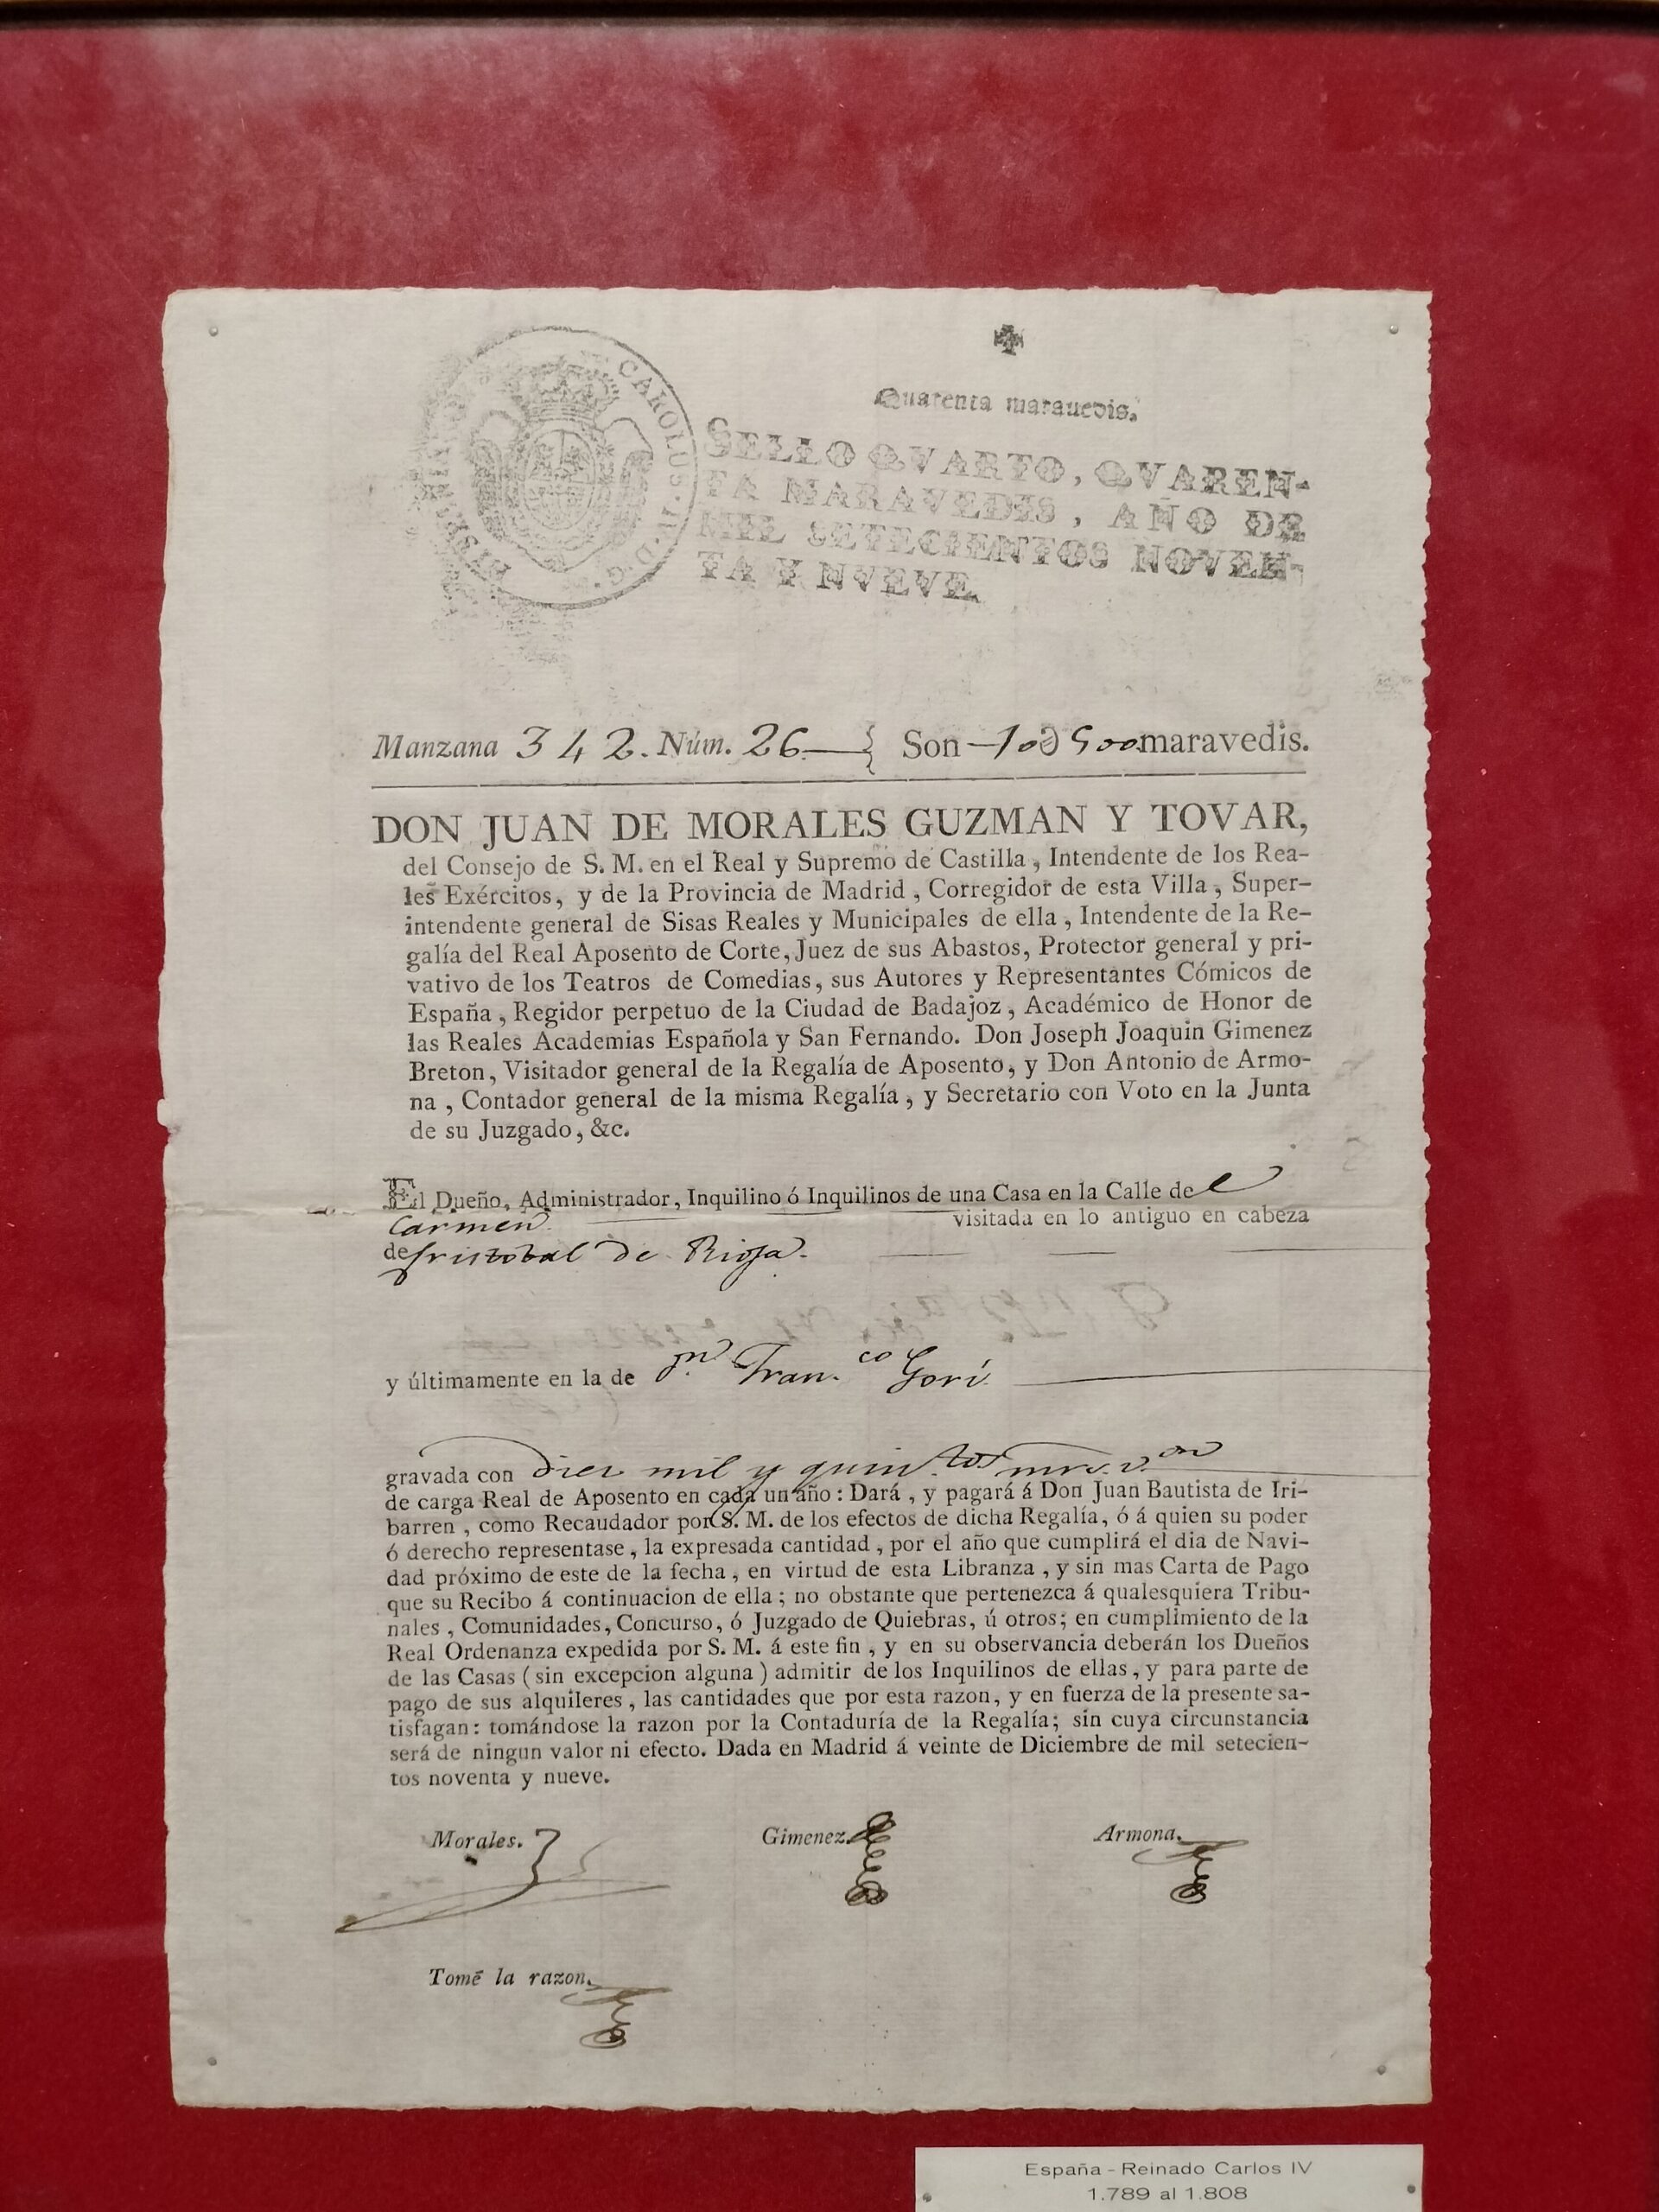 CAROLUS · IV · D · G ·
Quarenta marauedis.
SELLO QVARTO, QVAREN-
TA MARAVEDIS, AÑO DE
MIL SETECIENTOS NOVEN-
TA Y NVEVE.
Manzana 342. Núm. 26. Son 10ꝺ500 maravedis.
DON JUAN DE MORALES GUZMAN Y TOVAR,
del Consejo de S. M. en el Real y Supremo de Castilla, Intendente de los Rea-
les Exércitos, y de la Provincia de Madrid, Corregidor de esta Villa, Super-
intendente general de Sisas Reales y Municipales de ella, Intendente de la Re-
galía del Real Aposento de Corte, Juez de sus Abastos, Protector general y pri-
vativo de los Teatros de Comedias, sus Autores y Representantes Cómicos de
España, Regidor perpetuo de la Ciudad de Badajoz, Académico de Honor de
las Reales Academias Española y San Fernando. Don Joseph Joaquin Gimenez
Breton, Visitador general de la Regalía de Aposento, y Don Antonio de Armo-
na, Contador general de la misma Regalía, y Secretario con Voto en la Junta
de su Juzgado, &c.
El Dueño, Administrador, Inquilino ó Inquilinos de una Casa en la Calle del
Carmen visitada en lo antiguo en cabeza
de Cristobal de Rioja.
y últimamente en la de Dn. Fran.co Gori
gravada con diez mil y quin.tos mrs. v.on
de carga Real de Aposento en cada un año: Dará, y pagará á Don Juan Bautista de Iri-
barren, como Recaudador por S. M. de los efectos de dicha Regalía, ó á quien su poder
ó derecho representase, la expresada cantidad, por el año que cumplirá el dia de Navi-
dad próximo de este de la fecha, en virtud de esta Libranza, y sin mas Carta de Pago
que su Recibo á continuacion de ella; no obstante que pertenezca á qualesquiera Tribu-
nales, Comunidades, Concurso, ó Juzgado de Quiebras, ú otros; en cumplimiento de la
Real Ordenanza expedida por S. M. á este fin, y en su observancia deberán los Dueños
de las Casas (sin excepcion alguna) admitir de los Inquilinos de ellas, y para parte de
pago de sus alquileres, las cantidades que por esta razon, y en fuerza de la presente sa-
tisfagan: tomándose la razon por la Contaduría de la Regalía; sin cuya circunstancia
será de ningun valor ni efecto. Dada en Madrid á veinte de Diciembre de mil setecien-
tos noventa y nueve.
Morales. Gimenez. Armona.
Tomé la razon.
España - Reinado Carlos IV
1.789 al 1.808